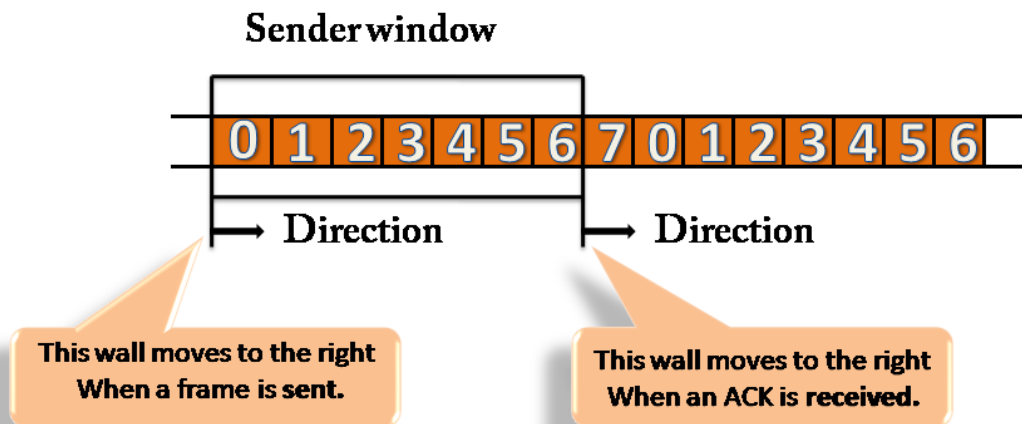 Sender window
0 1 2 3 4 5 6 7 0 1 2 3 4 5 6
Direction Direction
This wall moves to the right
When a frame is sent.
This wall moves to the right
When an ACK is received.